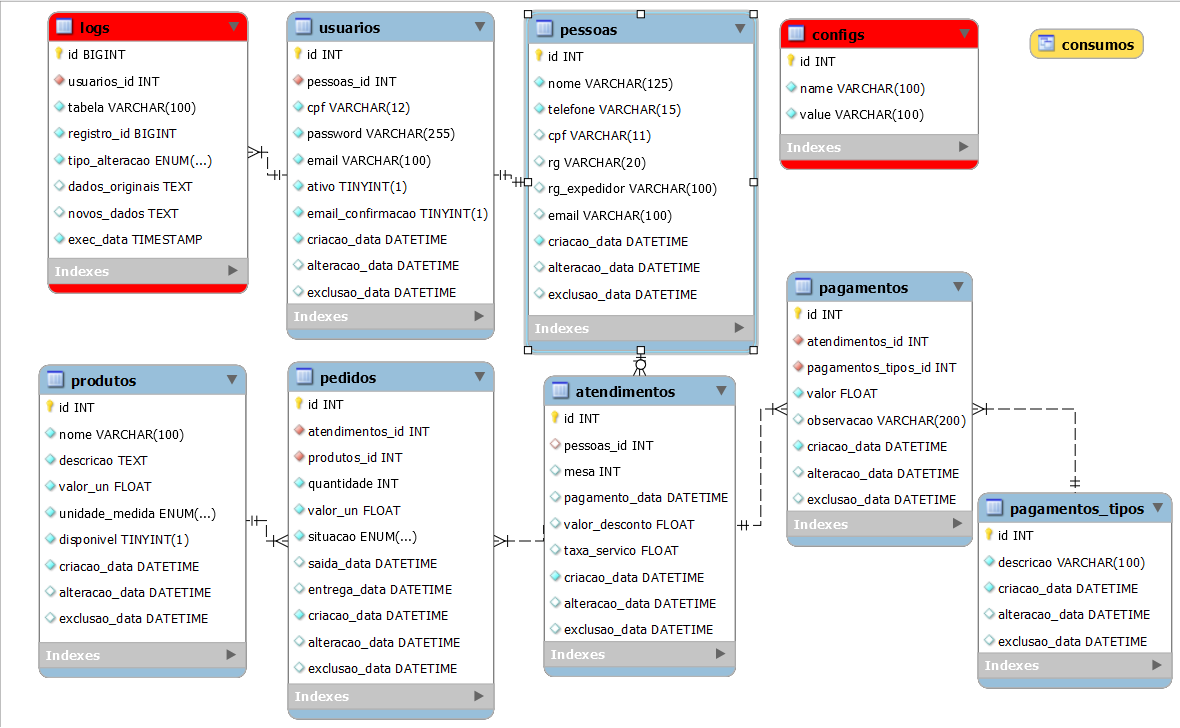 logs
id BIGINT
usuarios_id INT
tabela VARCHAR(100)
registro_id BIGINT
tipo_alteracao ENUM(...)
dados_originais TEXT
novos_dados TEXT
exec_data TIMESTAMP
Indexes
usuarios
id INT
pessoas_id INT
cpf VARCHAR(12)
password VARCHAR(255)
email VARCHAR(100)
ativo TINYINT(1)
email_confirmacao TINYINT(1)
criacao_data DATETIME
alteracao_data DATETIME
exclusao_data DATETIME
Indexes
pessoas
id INT
nome VARCHAR(125)
telefone VARCHAR(15)
cpf VARCHAR(11)
rg VARCHAR(20)
rg_expedidor VARCHAR(100)
email VARCHAR(100)
criacao_data DATETIME
alteracao_data DATETIME
exclusao_data DATETIME
Indexes
configs
id INT
name VARCHAR(100)
value VARCHAR(100)
Indexes
consumos
produtos
id INT
nome VARCHAR(100)
descricao TEXT
valor_un FLOAT
unidade_medida ENUM(...)
disponivel TINYINT(1)
criacao_data DATETIME
alteracao_data DATETIME
exclusao_data DATETIME
Indexes
pedidos
id INT
atendimentos_id INT
produtos_id INT
quantidade INT
valor_un FLOAT
situacao ENUM(...)
saida_data DATETIME
entrega_data DATETIME
criacao_data DATETIME
alteracao_data DATETIME
exclusao_data DATETIME
Indexes
atendimentos
id INT
pessoas_id INT
mesa INT
pagamento_data DATETIME
valor_desconto FLOAT
taxa_servico FLOAT
criacao_data DATETIME
alteracao_data DATETIME
exclusao_data DATETIME
Indexes
pagamentos
id INT
atendimentos_id INT
pagamentos_tipos_id INT
valor FLOAT
observacao VARCHAR(200)
criacao_data DATETIME
alteracao_data DATETIME
exclusao_data DATETIME
Indexes
pagamentos_tipos
id INT
descricao VARCHAR(100)
criacao_data DATETIME
alteracao_data DATETIME
exclusao_data DATETIME
Indexes